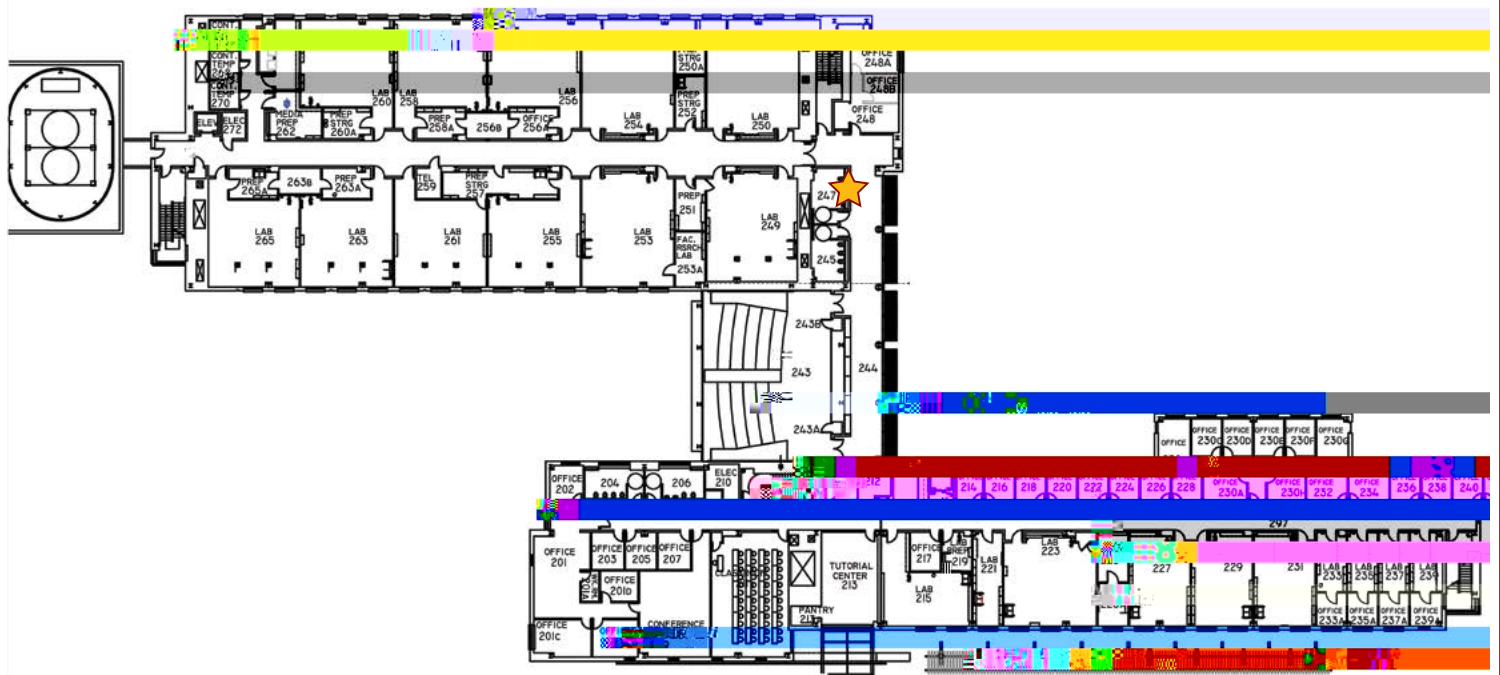 CONT.
CONT.
TEMP
CONT.
TEMP
270
ELEV
ELEC
272
MEDIA
PREP
262
PREP
STRG
260A
LAB
260
LAB
258
PREP
258A
256B
OFFICE
256A
LAB
256
LAB
254
STRG
250A
PREP
STRG
252
LAB
250
OFFICE
248A
OFFICE
248B
OFFICE
248
PREP
265A
263B
PREP
263A
TEL
259
PREP
STRG
257
PREP
251
247
LAB
265
LAB
263
LAB
261
LAB
255
LAB
253
FAC.
RSRCH
LAB
253A
LAB
249
245
243B
243
244
243A
OFFICE
OFFICE
230C
OFFICE
230D
OFFICE
230E
OFFICE
230F
OFFICE
230G
OFFICE
202
204
206
ELEC
210
212
214
216
218
220
222
224
226
228
OFFICE
230A
OFFICE
230H
OFFICE
232
OFFICE
234
OFFICE
236
OFFICE
238
OFFICE
240
297
OFFICE
201
OFFICE
203
OFFICE
205
OFFICE
207
OFFICE
201D
201A
OFFICE
201C
CONFERENCE
TUTORIAL
CENTER
213
PANTRY
OFFICE
217
LAB
PREP
219
LAB
215
LAB
221
LAB
223
227
229
231
LAB
233
LAB
235
LAB
237
LAB
239
OFFICE
233A
OFFICE
235A
OFFICE
237A
OFFICE
239A